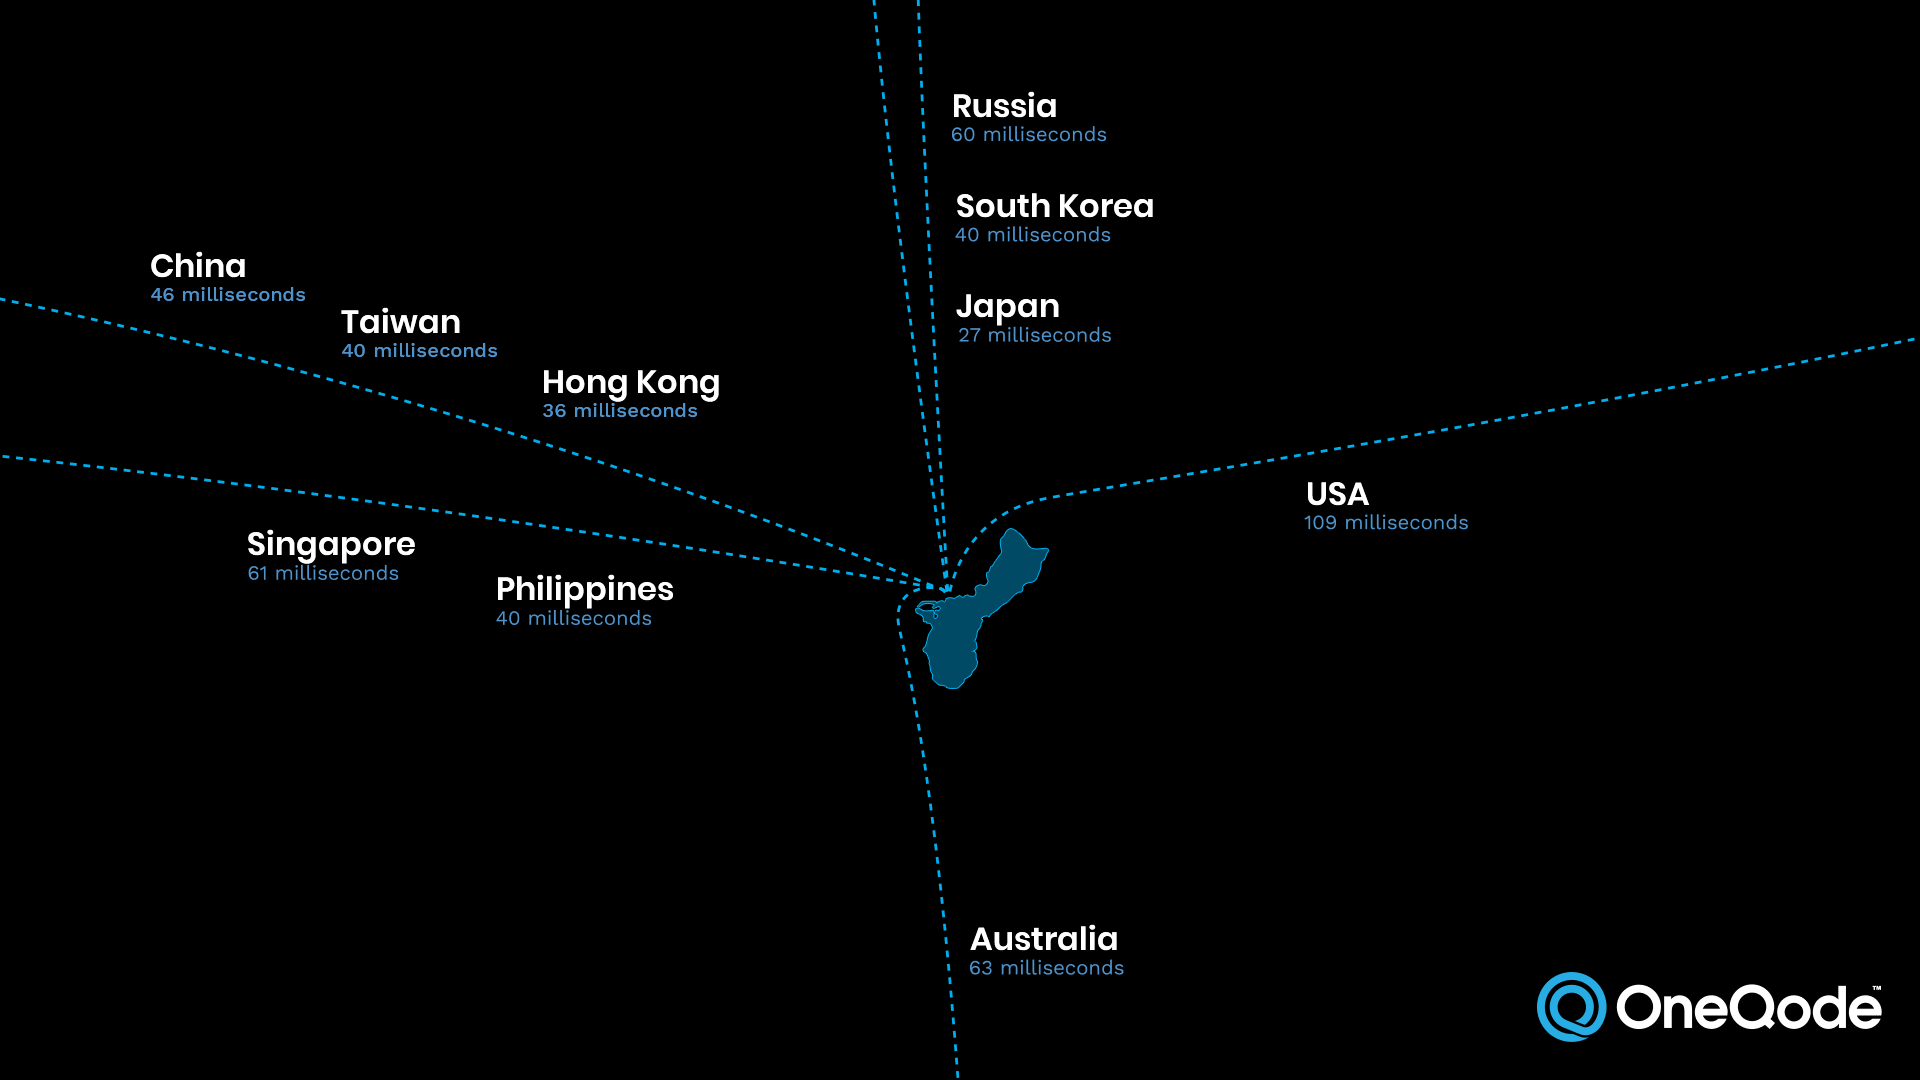 Russia
60 milliseconds
South Korea
40 milliseconds
China
46 milliseconds
Japan
27 milliseconds
Taiwan
40 milliseconds
Hong Kong
36 milliseconds
USA
109 milliseconds
Singapore
61 milliseconds
Philippines
40 milliseconds
Australia
63 milliseconds
OneQode™